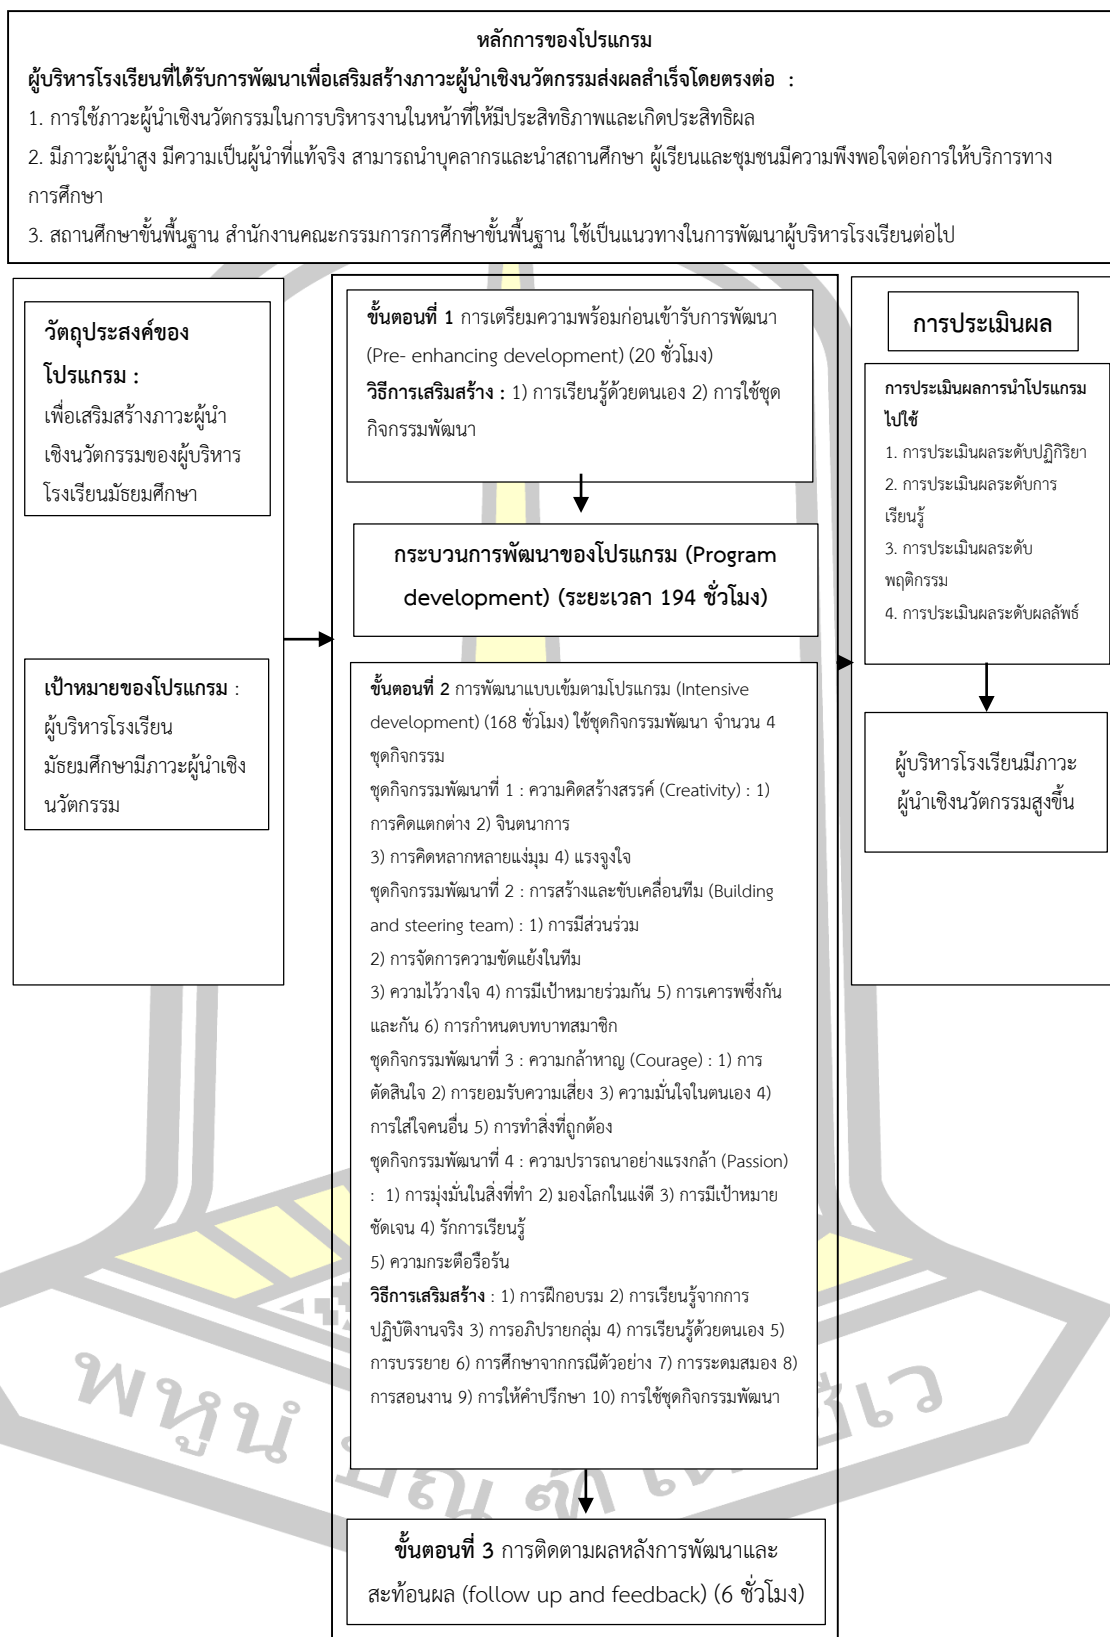 หลักการของโปรแกรม
ผู้บริหารโรงเรียนที่ได้รับการพัฒนาเพื่อเสริมสร้างภาวะผู้นำเชิงนวัตกรรมส่งผลสำเร็จโดยตรงต่อ :
1. การใช้ภาวะผู้นำเชิงนวัตกรรมในการบริหารงานในหน้าที่ให้มีประสิทธิภาพและเกิดประสิทธิผล
2. มีภาวะผู้นำสูง มีความเป็นผู้นำที่แท้จริง สามารถนำบุคลากรและนำสถานศึกษา ผู้เรียนและชุมชนมีความพึงพอใจต่อการให้บริการทาง
การศึกษา
3. สถานศึกษาขั้นพื้นฐาน สำนักงานคณะกรรมการการศึกษาขั้นพื้นฐาน ใช้เป็นแนวทางในการพัฒนาผู้บริหารโรงเรียนต่อไป
วัตถุประสงค์ของ
โปรแกรม :
เพื่อเสริมสร้างภาวะผู้นำ
เชิงนวัตกรรมของผู้บริหาร
โรงเรียนมัธยมศึกษา
เป้าหมายของโปรแกรม :
ผู้บริหารโรงเรียน
มัธยมศึกษามีภาวะผู้นำเชิง
นวัตกรรม
ขั้นตอนที่ 1 การเตรียมความพร้อมก่อนเข้ารับการพัฒนา
(Pre- enhancing development) (20 ชั่วโมง)
วิธีการเสริมสร้าง : 1) การเรียนรู้ด้วยตนเอง 2) การใช้ชุด
กิจกรรมพัฒนา
กระบวนการพัฒนาของโปรแกรม (Program
development) (ระยะเวลา 194 ชั่วโมง)
ขั้นตอนที่ 2 การพัฒนาแบบเข้มตามโปรแกรม (Intensive
development) (168 ชั่วโมง) ใช้ชุดกิจกรรมพัฒนา จำนวน 4
ชุดกิจกรรม
ชุดกิจกรรมพัฒนาที่ 1 : ความคิดสร้างสรรค์ (Creativity) : 1)
การคิดแตกต่าง 2) จินตนาการ
3) การคิดหลากหลายแง่มุม 4) แรงจูงใจ
ชุดกิจกรรมพัฒนาที่ 2 : การสร้างและขับเคลื่อนทีม (Building
and steering team) : 1) การมีส่วนร่วม
2) การจัดการความขัดแย้งในทีม
3) ความไว้วางใจ 4) การมีเป้าหมายร่วมกัน 5) การเคารพซึ่งกัน
และกัน 6) การกำหนดบทบาทสมาชิก
ชุดกิจกรรมพัฒนาที่ 3 : ความกล้าหาญ (Courage) : 1) การ
ตัดสินใจ 2) การยอมรับความเสี่ยง 3) ความมั่นใจในตนเอง 4)
การใส่ใจคนอื่น 5) การทำสิ่งที่ถูกต้อง
ชุดกิจกรรมพัฒนาที่ 4 : ความปรารถนาอย่างแรงกล้า (Passion)
: 1) การมุ่งมั่นในสิ่งที่ทำ 2) มองโลกในแง่ดี 3) การมีเป้าหมาย
ชัดเจน 4) รักการเรียนรู้
5) ความกระตือรือร้น
วิธีการเสริมสร้าง : 1) การฝึกอบรม 2) การเรียนรู้จากการ
ปฏิบัติงานจริง 3) การอภิปรายกลุ่ม 4) การเรียนรู้ด้วยตนเอง 5)
การบรรยาย 6) การศึกษาจากกรณีตัวอย่าง 7) การระดมสมอง 8)
การสอนงาน 9) การให้คำปรึกษา 10) การใช้ชุดกิจกรรมพัฒนา
ขั้นตอนที่ 3 การติดตามผลหลังการพัฒนาและ
สะท้อนผล (follow up and feedback) (6 ชั่วโมง)
การประเมินผล
การประเมินผลการนำโปรแกรม
ไปใช้
1. การประเมินผลระดับปฏิกิริยา
2. การประเมินผลระดับการ
เรียนรู้
3. การประเมินผลระดับ
พฤติกรรม
4. การประเมินผลระดับผลลัพธ์
ผู้บริหารโรงเรียนมีภาวะ
ผู้นำเชิงนวัตกรรมสูงขึ้น
พหูนํ ปณฺฑิ ชีเว